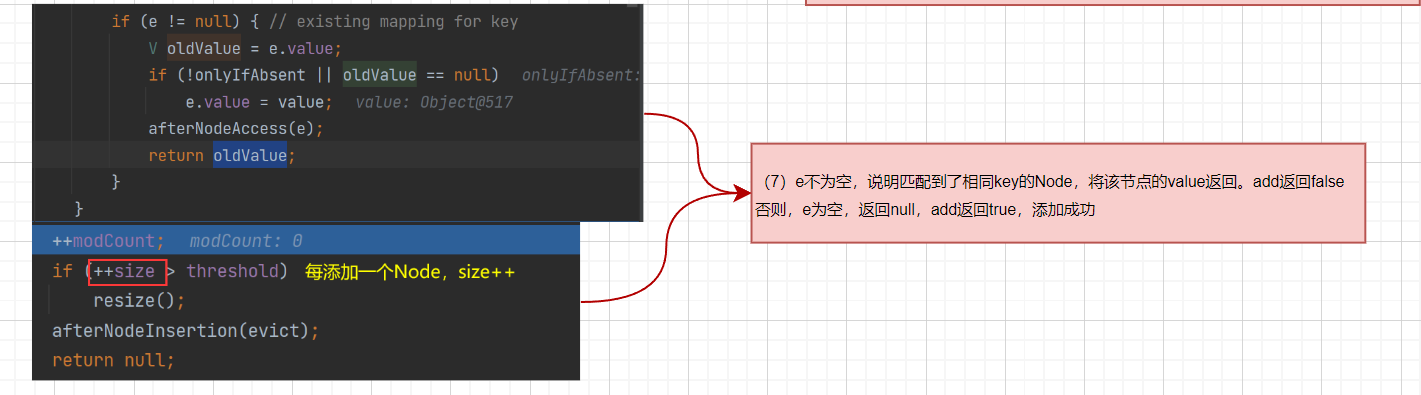 if (e != null) { // existing mapping for key
V oldValue = e.value;
if (!onlyIfAbsent || oldValue == null) onlyIfAbsent:
e.value = value; value: Object@517
afterNodeAccess(e);
return oldValue;
}
}
++modCount; modCount: 0
if (++size > threshold) 每添加一个Node，size++
resize();
afterNodeInsertion(evict);
return null;
（7）e不为空，说明匹配到了相同key的Node，将该节点的value返回。add返回false
否则，e为空，返回null，add返回true，添加成功